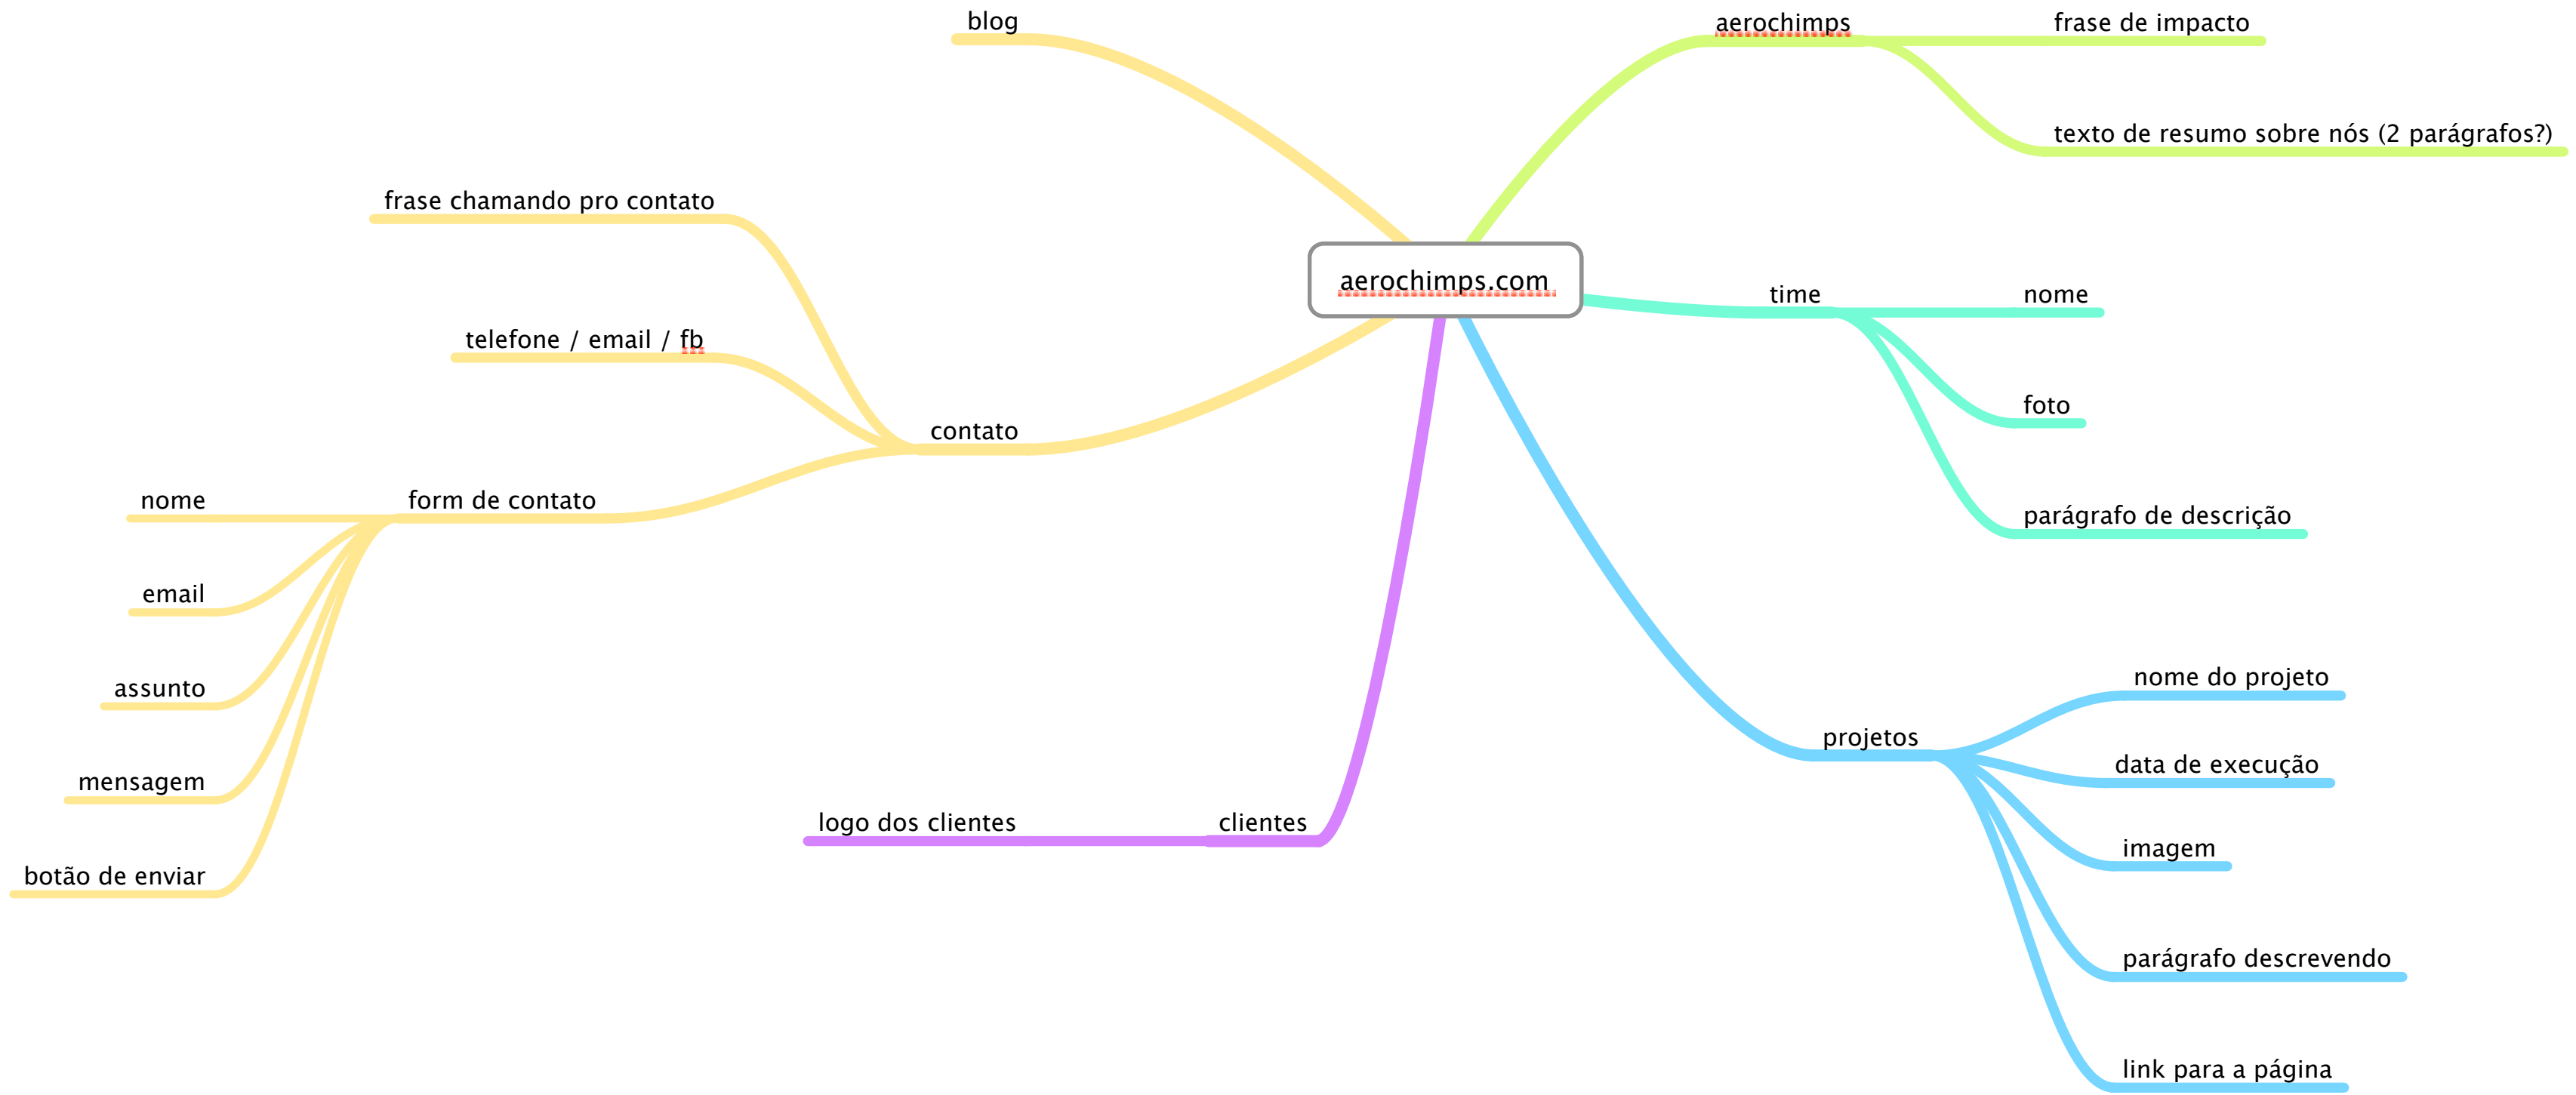 aerochimps.com
aerochimps
frase de impacto
texto de resumo sobre nós (2 parágrafos?)
time
nome
foto
parágrafo de descrição
projetos
nome do projeto
data de execução
imagem
parágrafo descrevendo
link para a página
clientes
logo dos clientes
contato
frase chamando pro contato
telefone / email / fb
form de contato
nome
email
assunto
mensagem
botão de enviar
blog